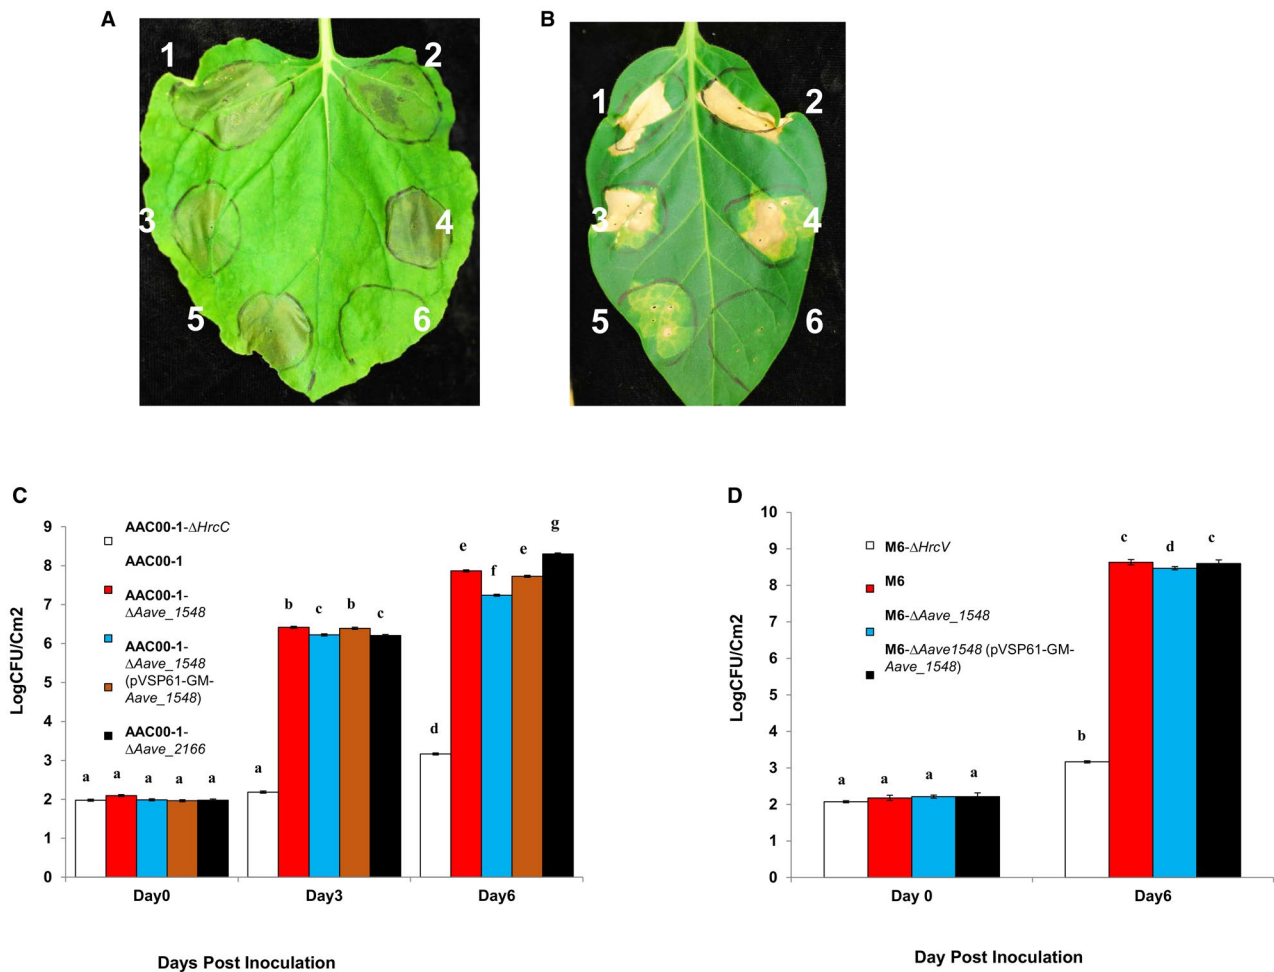 A
B
1
2
3
4
5
6
1
2
3
4
5
6
C
LogCFU/Cm2
9
8
7
6
5
4
3
2
1
0
AAC00-1-ΔHrcC
AAC00-1
AAC00-1-
ΔAave_1548
AAC00-1-
ΔAave_1548
(pVSP61-GM-
Aave_1548)
AAC00-1-
ΔAave_2166
a a a a a
a b c b c
d e f e g
Day0 Day3 Day6
Days Post Inoculation
D
LogCFU/Cm2
10
9
8
7
6
5
4
3
2
1
0
M6-ΔHrcV
M6
M6-ΔAave_1548
M6-ΔAave1548 (pVSP61-GM-
Aave_1548)
a a a a
b c d c
Day 0 Day6
Day Post Inoculation